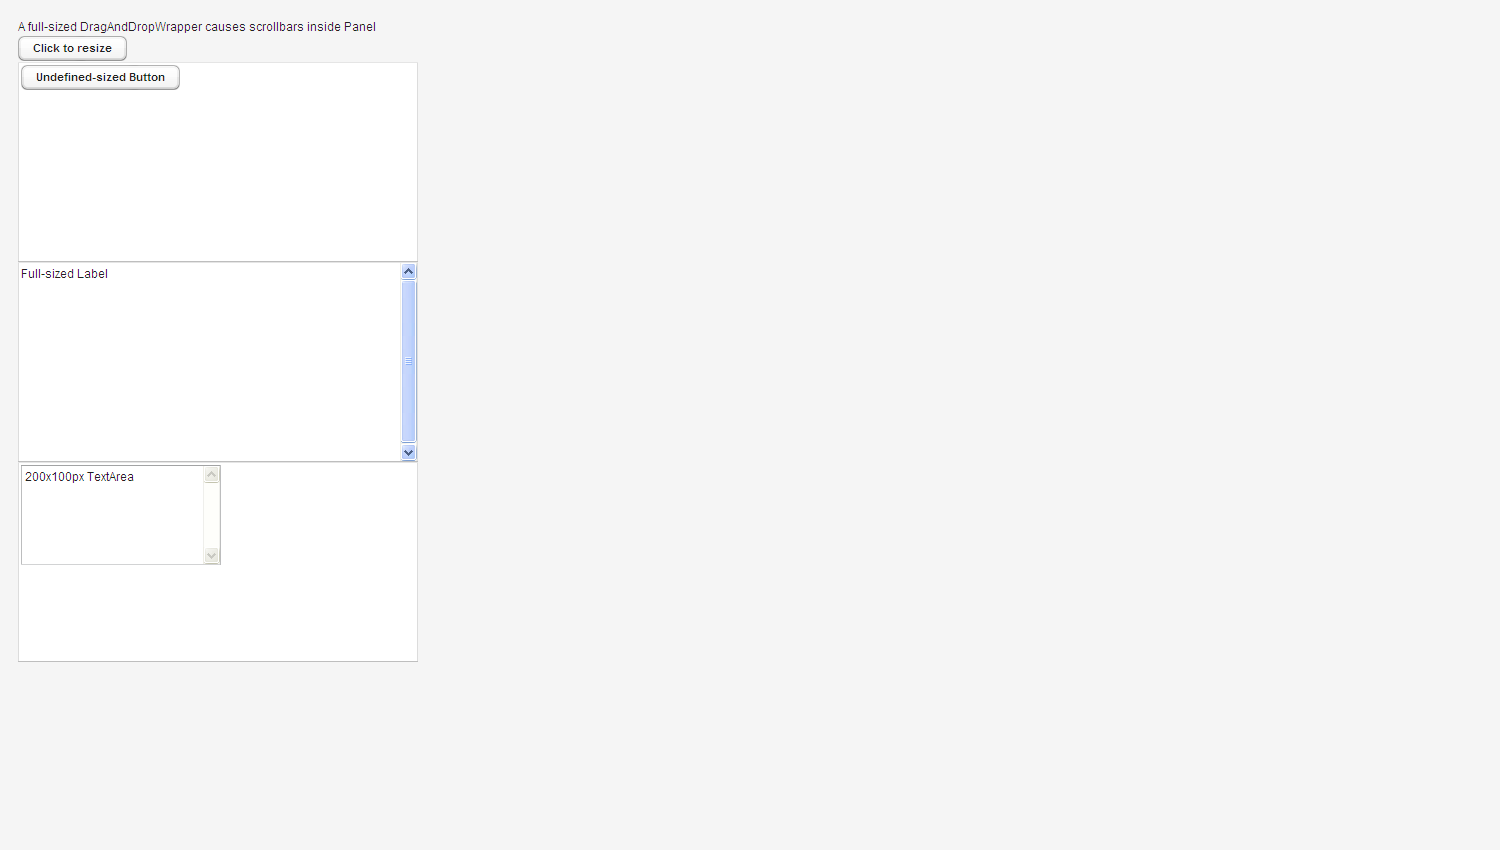 A full-sized DragAndDropWrapper causes scrollbars inside Panel
Click to resize
Undefined-sized Button
Full-sized Label
200x100px TextArea